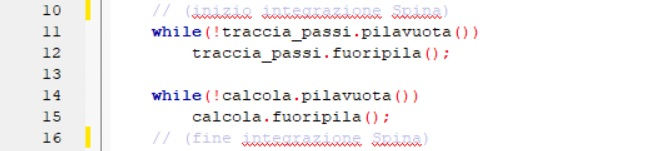 10 // (inizio integrazione Spina)
11 while(!traccia_passi.pilavuota())
12 traccia_passi.fuoripila();
13
14 while(!calcola.pilavuota())
15 calcola.fuoripila();
16 // (fine integrazione Spina)